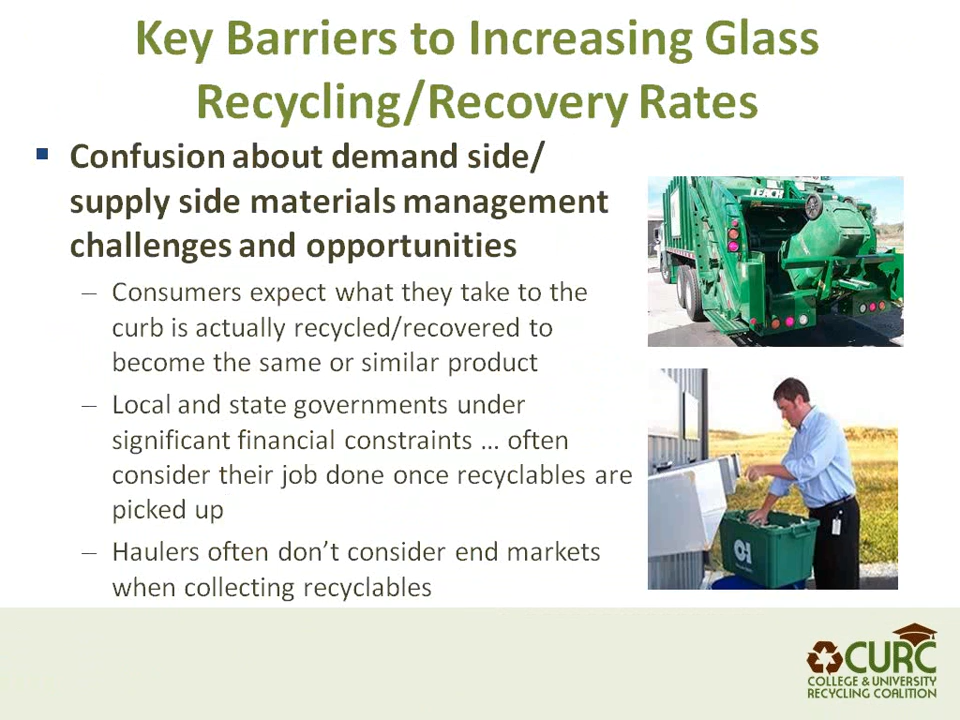 Key Barriers to Increasing Glass
Recycling/Recovery Rates
▪ Confusion about demand side/
supply side materials management
challenges and opportunities
– Consumers expect what they take to the
curb is actually recycled/recovered to
become the same or similar product
– Local and state governments under
significant financial constraints … often
consider their job done once recyclables are
picked up
– Haulers often don’t consider end markets
when collecting recyclables
LEACH
CURC
COLLEGE & UNIVERSITY
RECYCLING COALITION